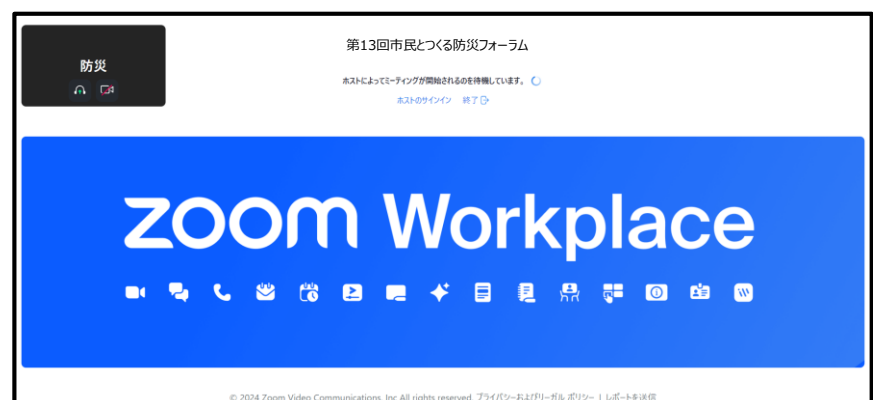 防災
第13回市民とつくる防災フォーラム
ホストによってミーティングが開始されるのを待機しています。
ホストのサインイン 終了
zoom Workplace
© 2024 Zoom Video Communications, Inc.All rights reserved. プライバシーおよびリーガル ポリシー | レポートを送信